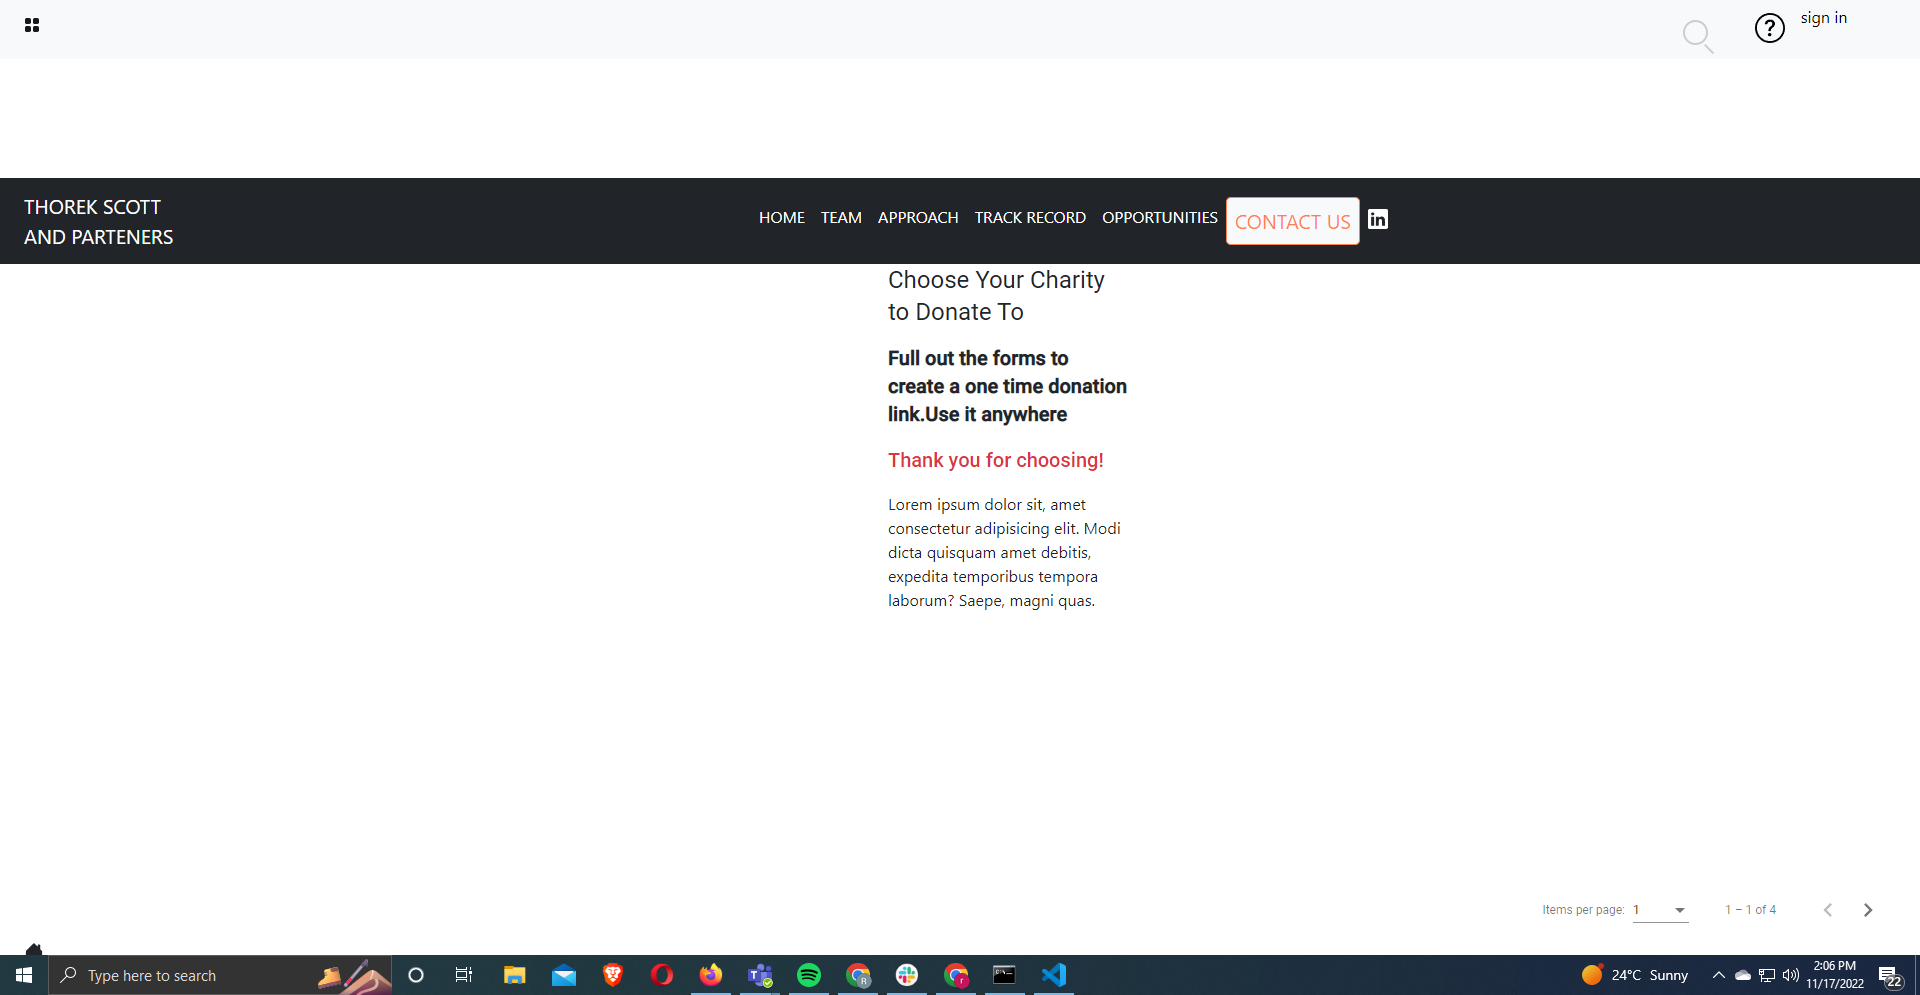 sign in
THOREK SCOTT
AND PARTENERS
HOME TEAM APPROACH TRACK RECORD OPPORTUNITIES CONTACT US in
Choose Your Charity
to Donate To
Full out the forms to
create a one time donation
link.Use it anywhere
Thank you for choosing!
Lorem ipsum dolor sit, amet
consectetur adipisicing elit. Modi
dicta quisquam amet debitis,
expedita temporibus tempora
laborum? Saepe, magni quas.
Items per page: 1 1 – 1 of 4
Type here to search
24°C Sunny
2:06 PM
11/17/2022
22